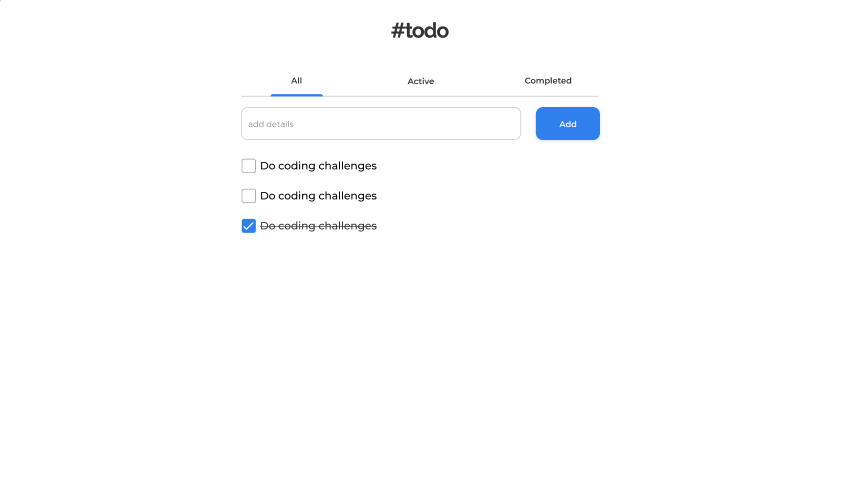 #todo
All
Active
Completed
add details
Add
Do coding challenges
Do coding challenges
Do coding challenges